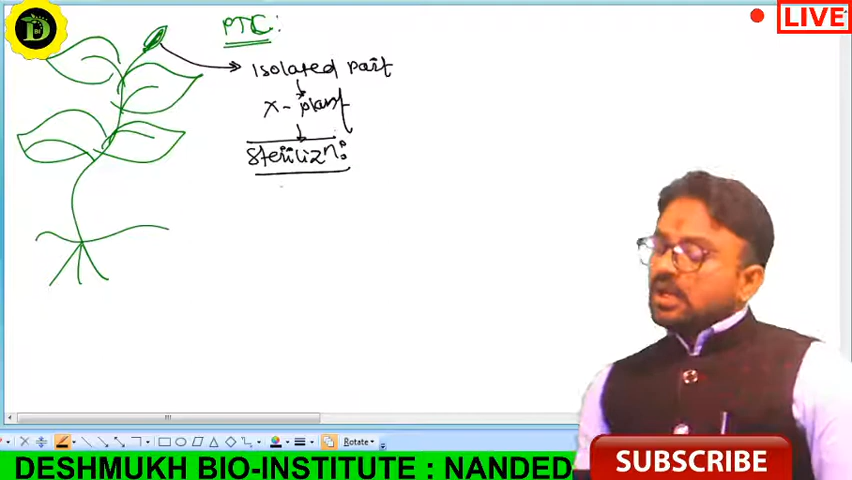 LIVE
PTC:
Isolated part
X-plant
Sterilizn:
Rotate
DESHMUKH BIO-INSTITUTE : NANDED
SUBSCRIBE